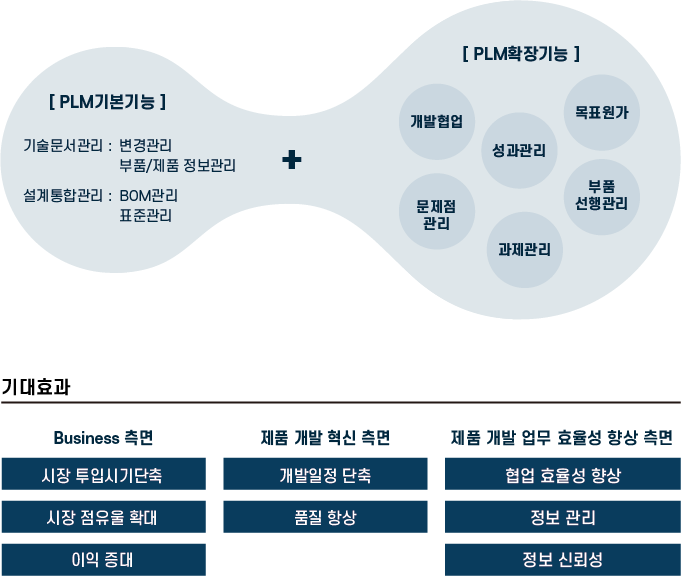 [ PLM기본기능 ]
기술문서관리 : 변경관리
부품/제품 정보관리
설계통합관리 : BOM관리
표준관리
+
[ PLM확장기능 ]
개발협업
성과관리
목표원가
문제점
관리
과제관리
부품
선행관리
기대효과
Business 측면
시장 투입시기단축
시장 점유율 확대
이익 증대
제품 개발 혁신 측면
개발일정 단축
품질 향상
제품 개발 업무 효율성 향상 측면
협업 효율성 향상
정보 관리
정보 신뢰성